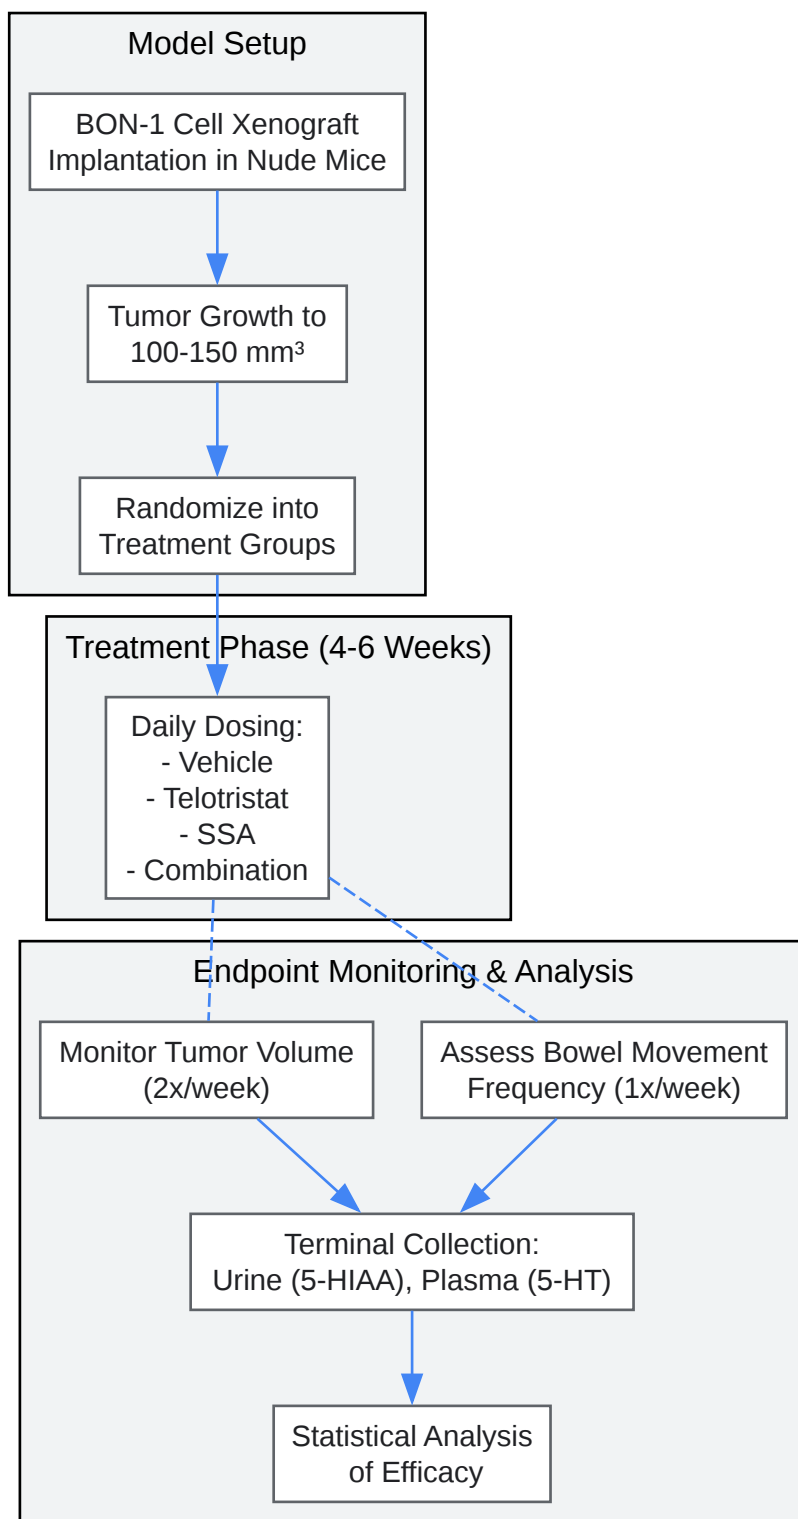 Model Setup
BON-1 Cell Xenograft
Implantation in Nude Mice
Tumor Growth to
100-150 mm³
Randomize into
Treatment Groups
Treatment Phase (4-6 Weeks)
Daily Dosing:
- Vehicle
- Telotristat
- SSA
- Combination
Endpoint Monitoring & Analysis
Monitor Tumor Volume
(2x/week)
Assess Bowel Movement
Frequency (1x/week)
Terminal Collection:
Urine (5-HIAA), Plasma (5-HT)
Statistical Analysis
of Efficacy